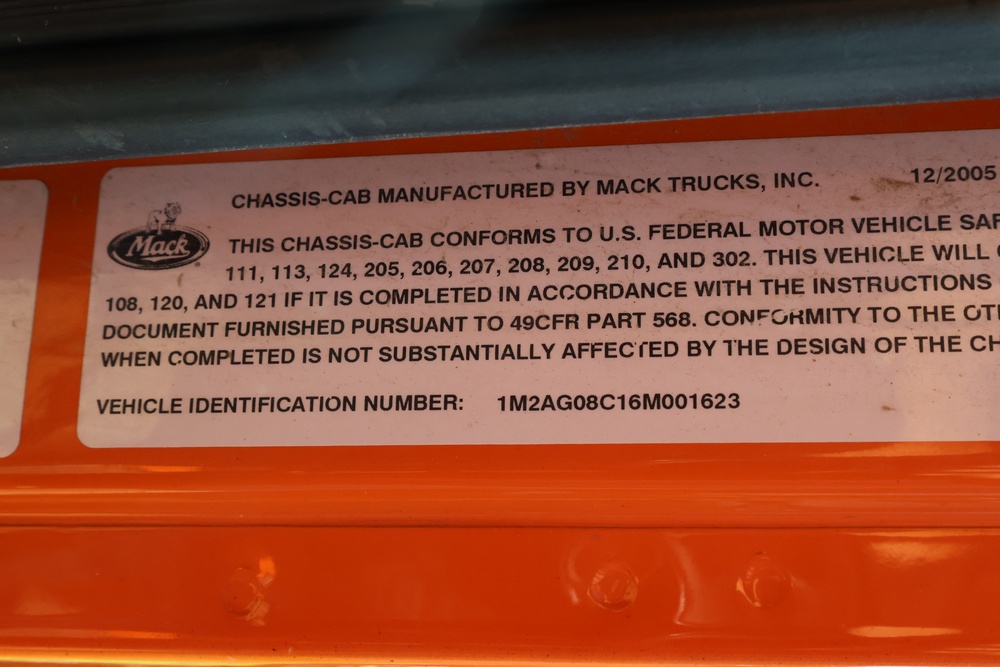 CHASSIS-CAB MANUFACTURED BY MACK TRUCKS, INC. 12/2005
Mack
THIS CHASSIS-CAB CONFORMS TO U.S. FEDERAL MOTOR VEHICLE
111, 113, 124, 205, 206, 207, 208, 209, 210, AND 302. THIS VEHICLE WILL
108, 120, AND 121 IF IT IS COMPLETED IN ACCORDANCE WITH THE INSTRUCTIONS
DOCUMENT FURNISHED PURSUANT TO 49CFR PART 568. CONFORMITY TO THE
WHEN COMPLETED IS NOT SUBSTANTIALLY AFFECTED BY THE DESIGN OF THE
VEHICLE IDENTIFICATION NUMBER: 1M2AG08C16M001623